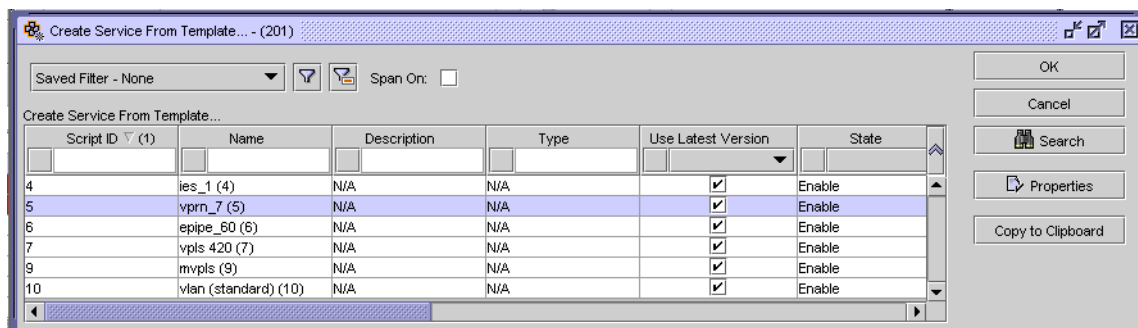 Create Service From Template... - (201)
Saved Filter - None
Span On:
OK
Cancel
Search
Properties
Copy to Clipboard
Create Service From Template...
Script ID (1) Name Description Type Use Latest Version State
4 ies_1 (4) N/A N/A Enable
5 vprn_7 (5) N/A N/A Enable
6 epipe_60 (6) N/A N/A Enable
7 vpls 420 (7) N/A N/A Enable
9 mvpls (9) N/A N/A Enable
10 vlan (standard) (10) N/A N/A Enable